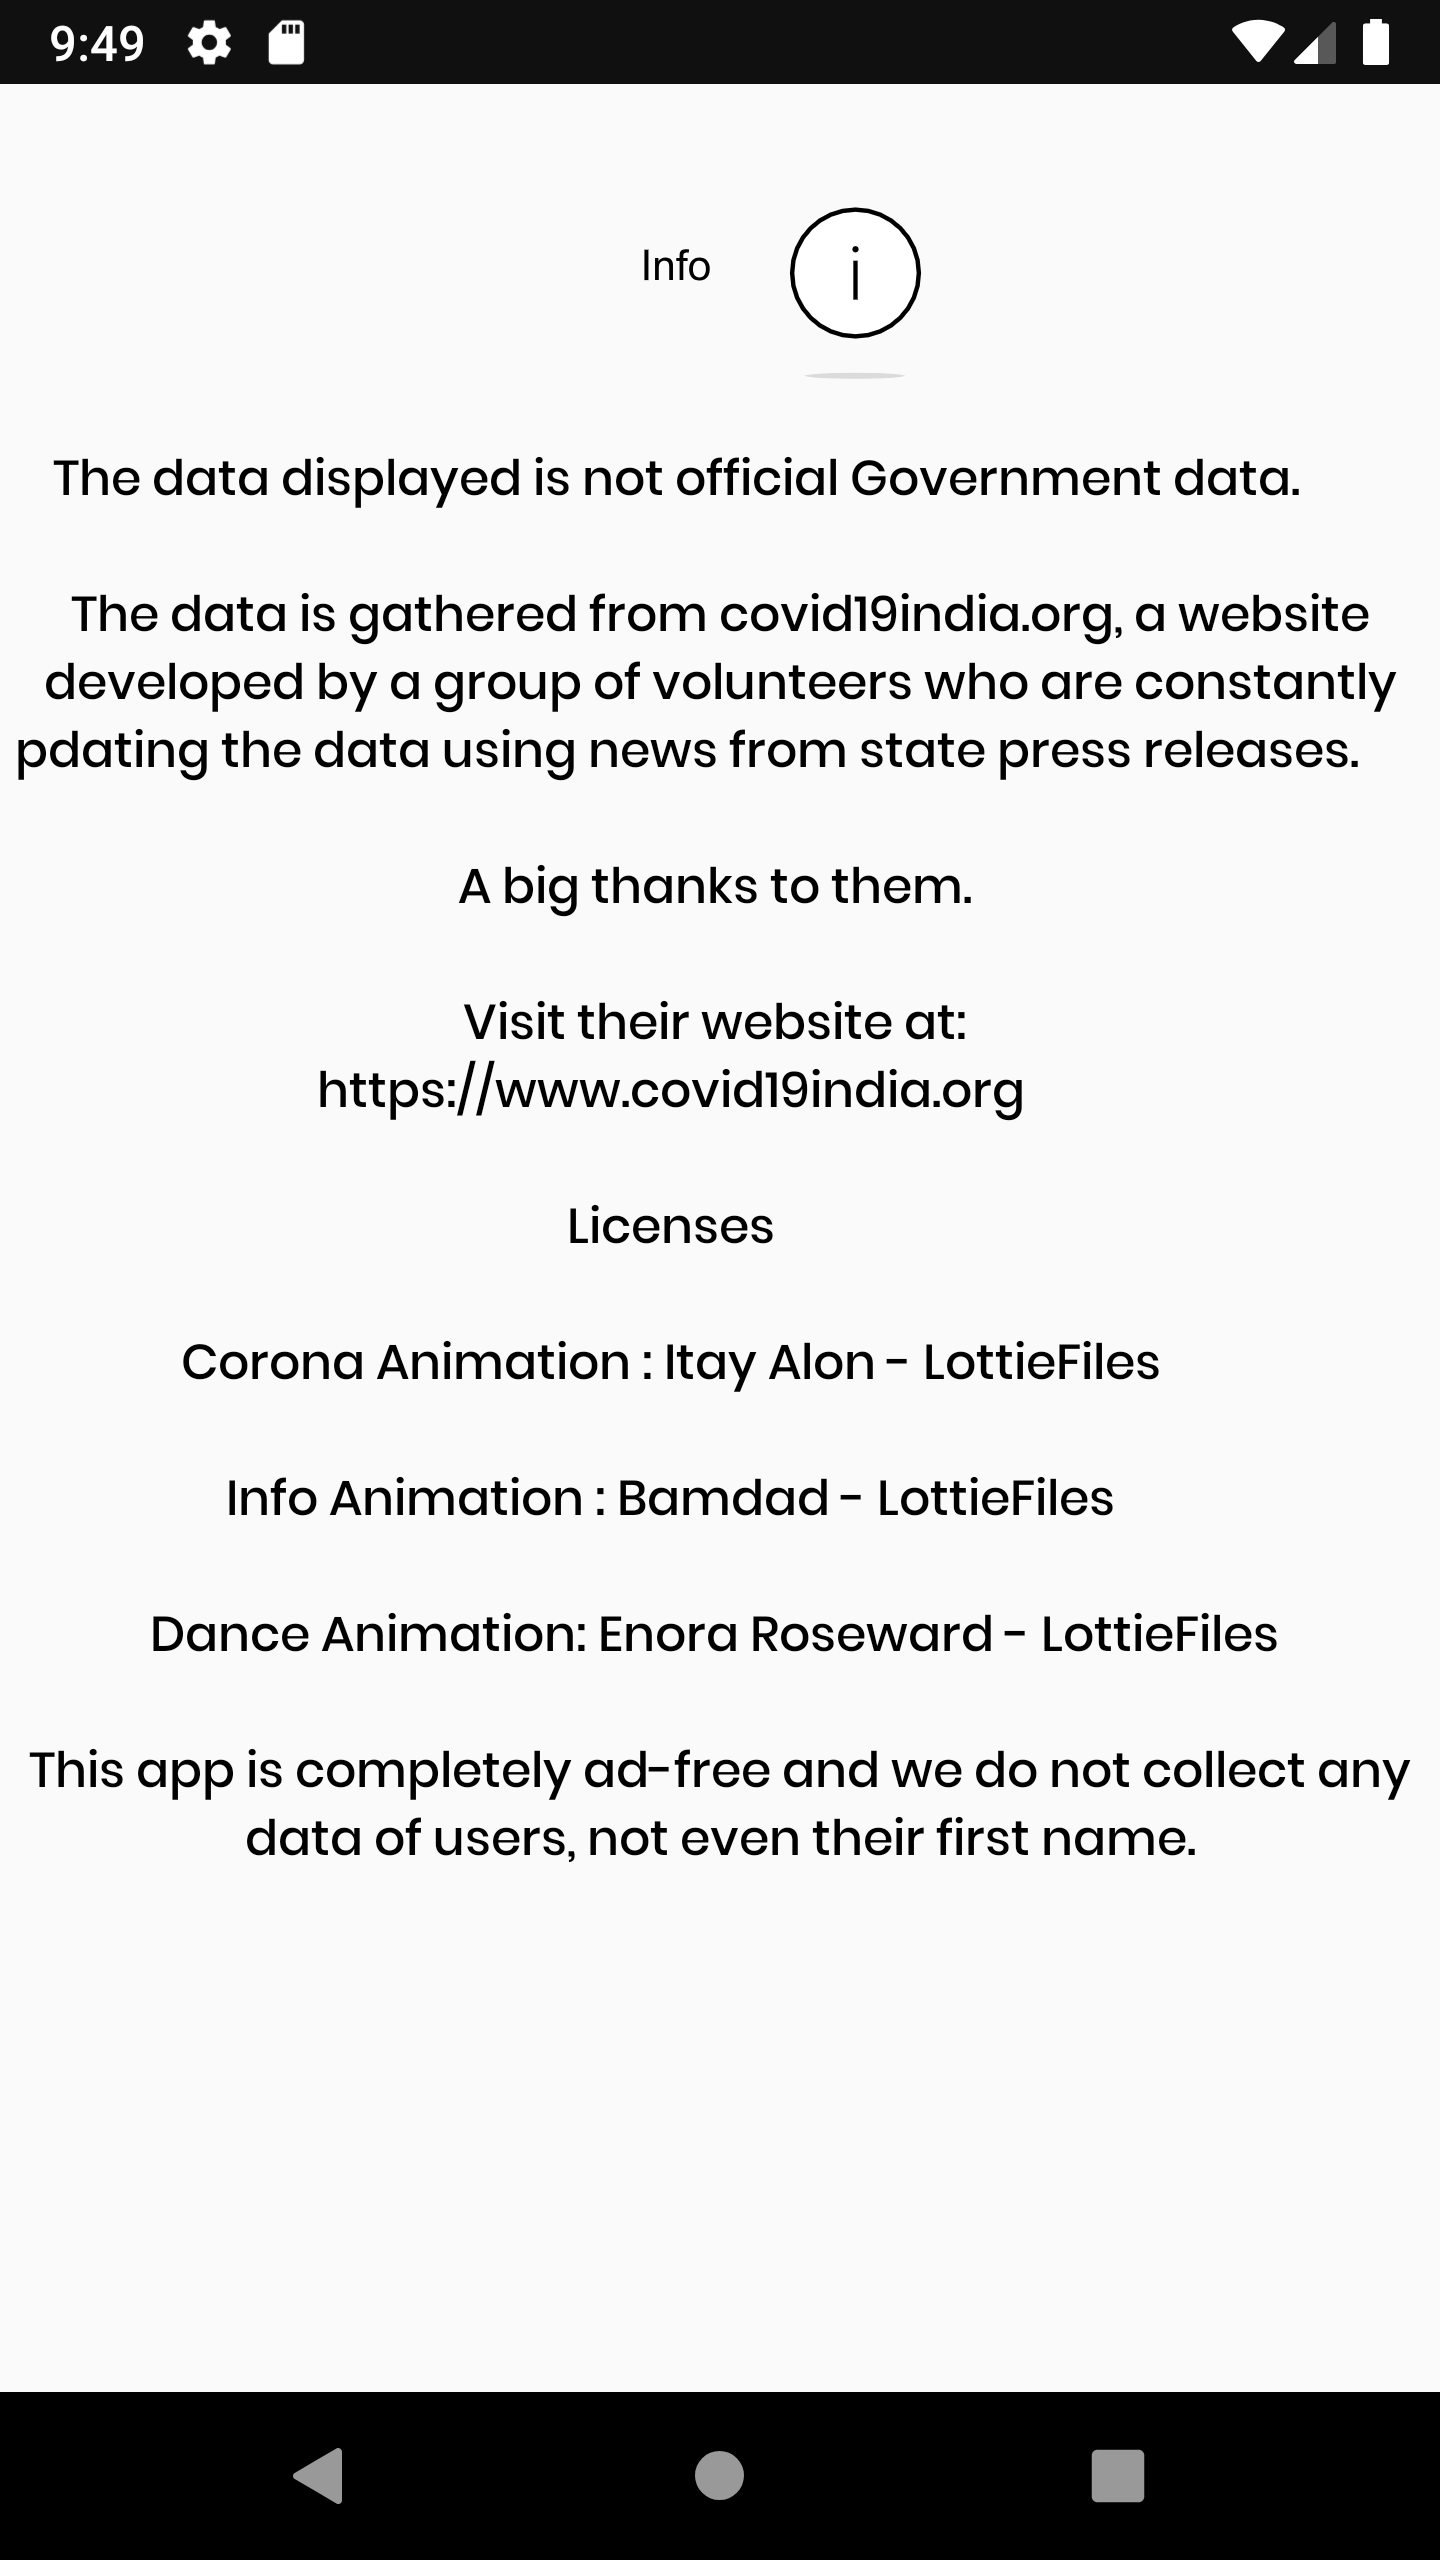 9:49
Info
i
The data displayed is not official Government data.
The data is gathered from covid19india.org, a website
developed by a group of volunteers who are constantly
pdating the data using news from state press releases.
A big thanks to them.
Visit their website at:
https://www.covid19india.org
Licenses
Corona Animation : Itay Alon - LottieFiles
Info Animation : Bamdad - LottieFiles
Dance Animation: Enora Roseward - LottieFiles
This app is completely ad-free and we do not collect any
data of users, not even their first name.